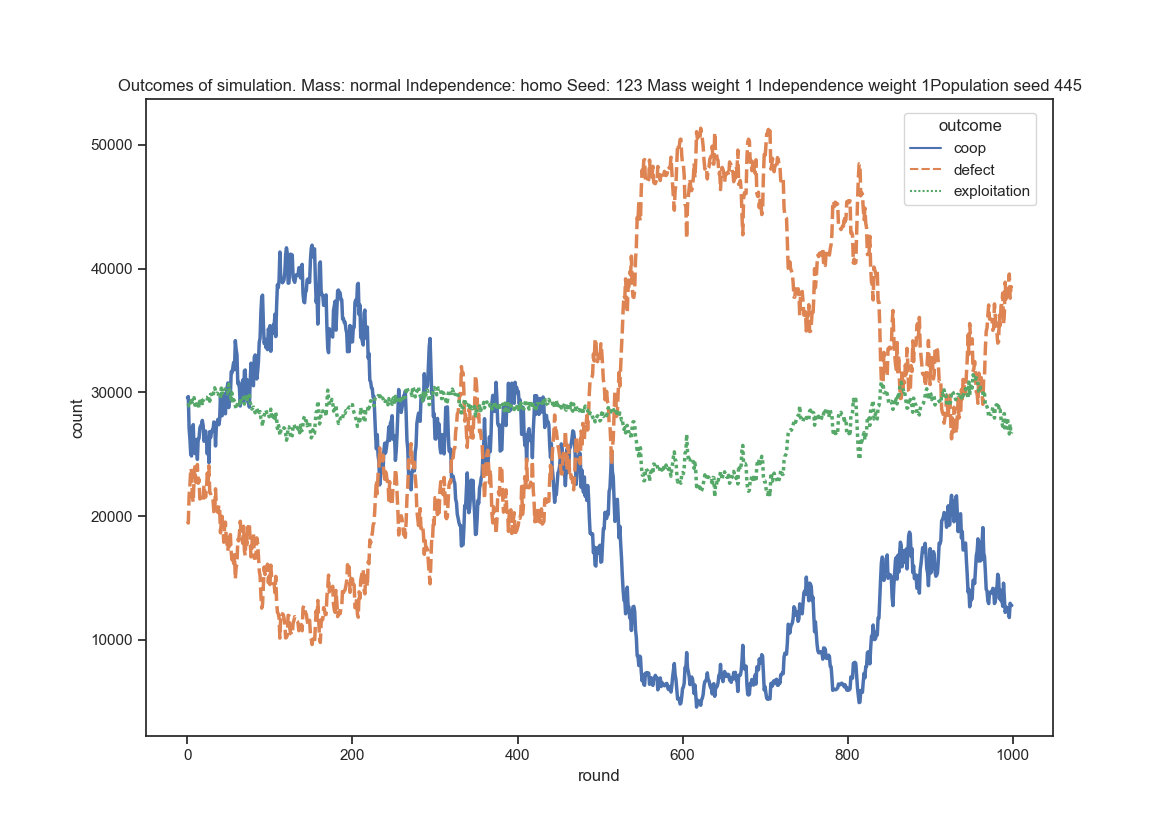 Outcomes of simulation. Mass: normal Independence: homo Seed: 123 Mass weight 1 Independence weight 1Population seed 445
outcome
coop
defect
exploitation
50000
40000
30000
20000
10000
count
0 200 400 600 800 1000
round